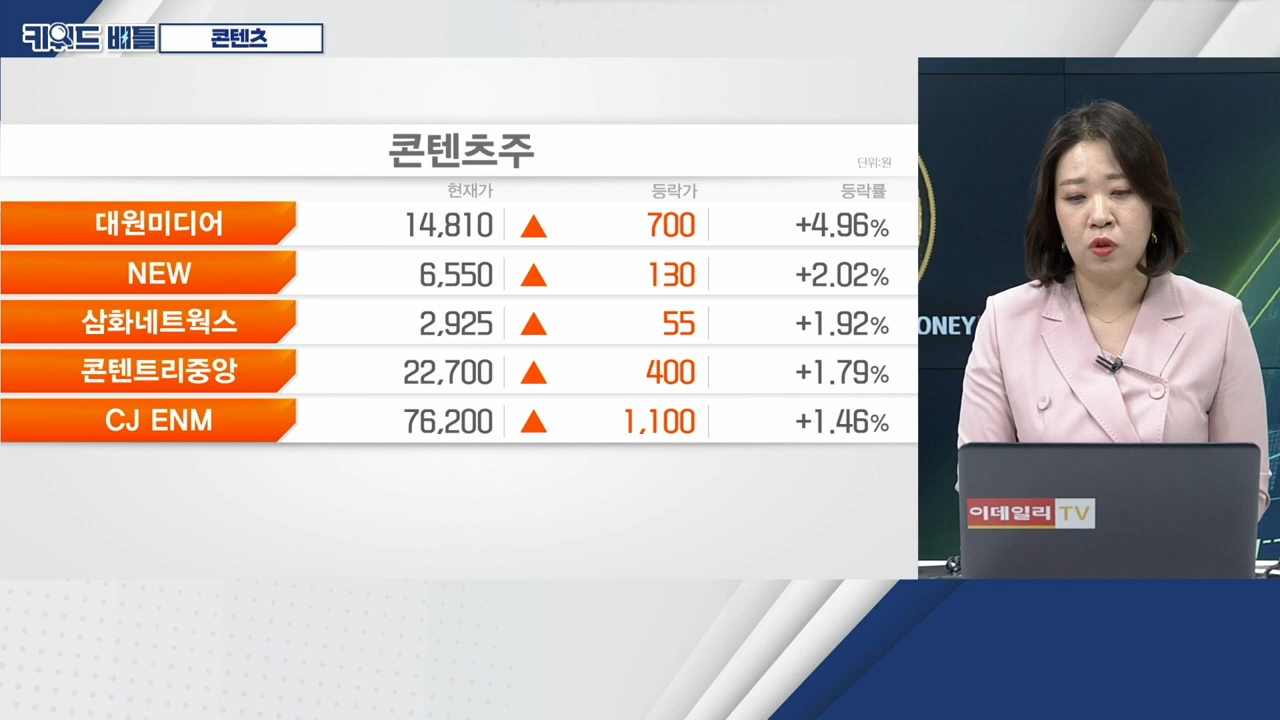 키워드 배틀 콘텐츠
콘텐츠주
단위:원
현재가 등락가 등락률
대원미디어 14,810 ▲ 700 +4.96%
NEW 6,550 ▲ 130 +2.02%
삼화네트웍스 2,925 ▲ 55 +1.92%
콘텐트리중앙 22,700 ▲ 400 +1.79%
CJ ENM 76,200 ▲ 1,100 +1.46%
ONEY
이데일리 TV